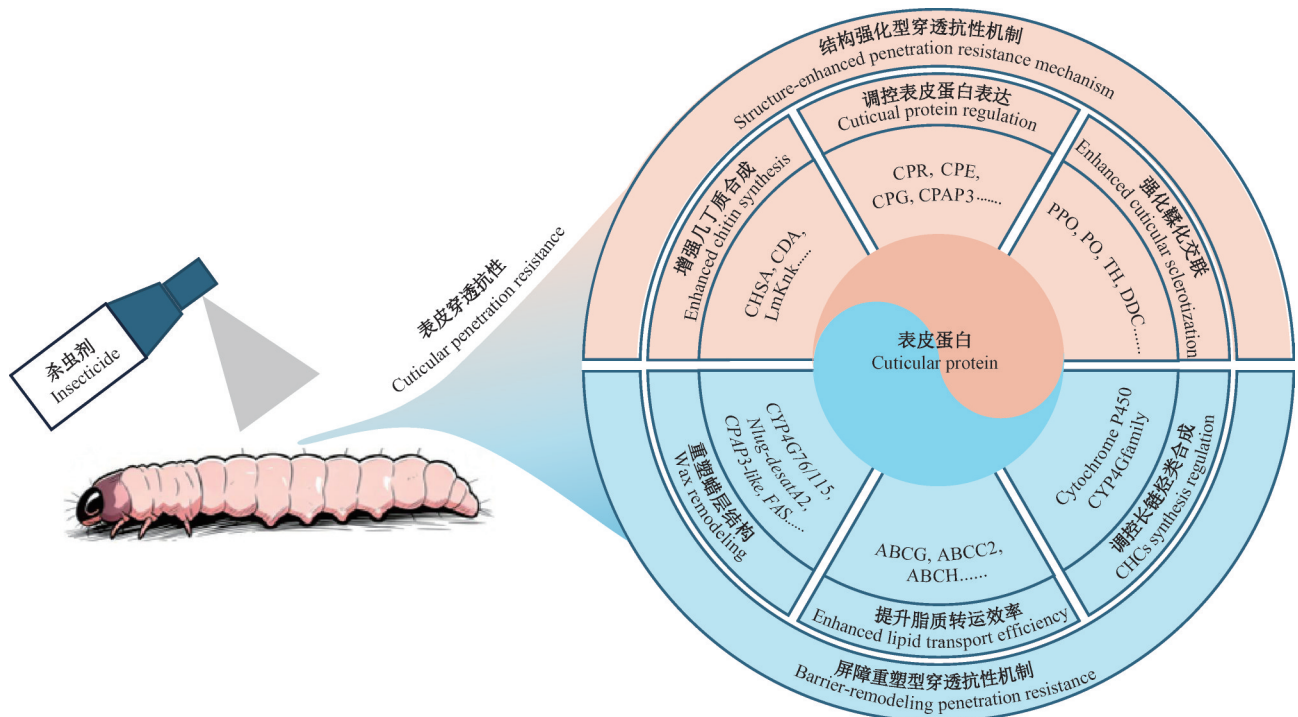 杀虫剂
Insecticide
表皮穿透抗性
Cuticular penetration resistance
结构强化型穿透抗性机制
Structure-enhanced penetration resistance mechanism
增强几丁质合成
Enhanced chitin synthesis
CHSA, CDA,
LmKnk......
调控表皮蛋白表达
Cuticual protein regulation
CPR, CPE,
CPG, CPAP3......
强化鞣化交联
Enhanced cuticular sclerotization
PPO, PO, TH, DDC......
表皮蛋白
Cuticular protein
重塑蜡层结构
Wax remodeling
CYP4G76/115,
Nlug-desatA2,
CPAP3-like, FAS......
ABCG, ABCC2,
ABCH......
提升脂质转运效率
Enhanced lipid transport efficiency
Cytochrome P450
CYP4Gfamily
调控长链烃类合成
CHCs synthesis regulation
屏障重塑型穿透抗性机制
Barrier-remodeling penetration resistance